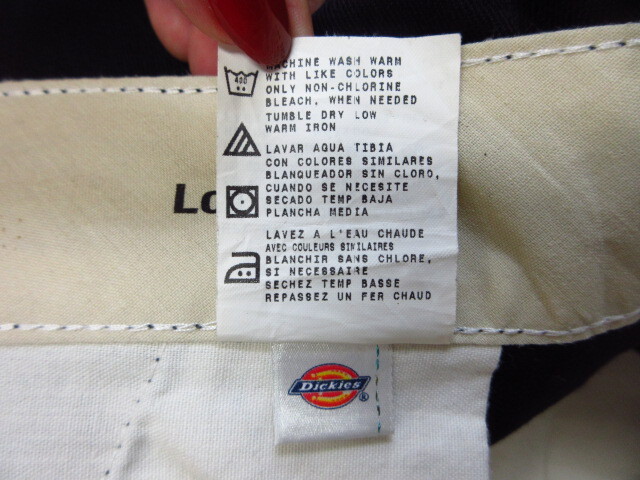 MACHINE WASH WARM
WITH LIKE COLORS
ONLY NON-CHLORINE
BLEACH, WHEN NEEDED
TUMBLE DRY LOW
WARM IRON
40C
LAVAR AQUA TIBIA
CON COLORES SIMILARES
BLANQUEADOR SIN CLORO,
CUANDO SE NECESITE
SECADO TEMP BAJA
PLANCHA MEDIA
Lo
LAVEZ A L'EAU CHAUDE
AVEC COULEURS SIMILAIRES
BLANCHIR SANS CHLORE,
SI NECESSAIRE
SECHEZ TEMP BASSE
REPASSEZ UN FER CHAUD
Dickies®